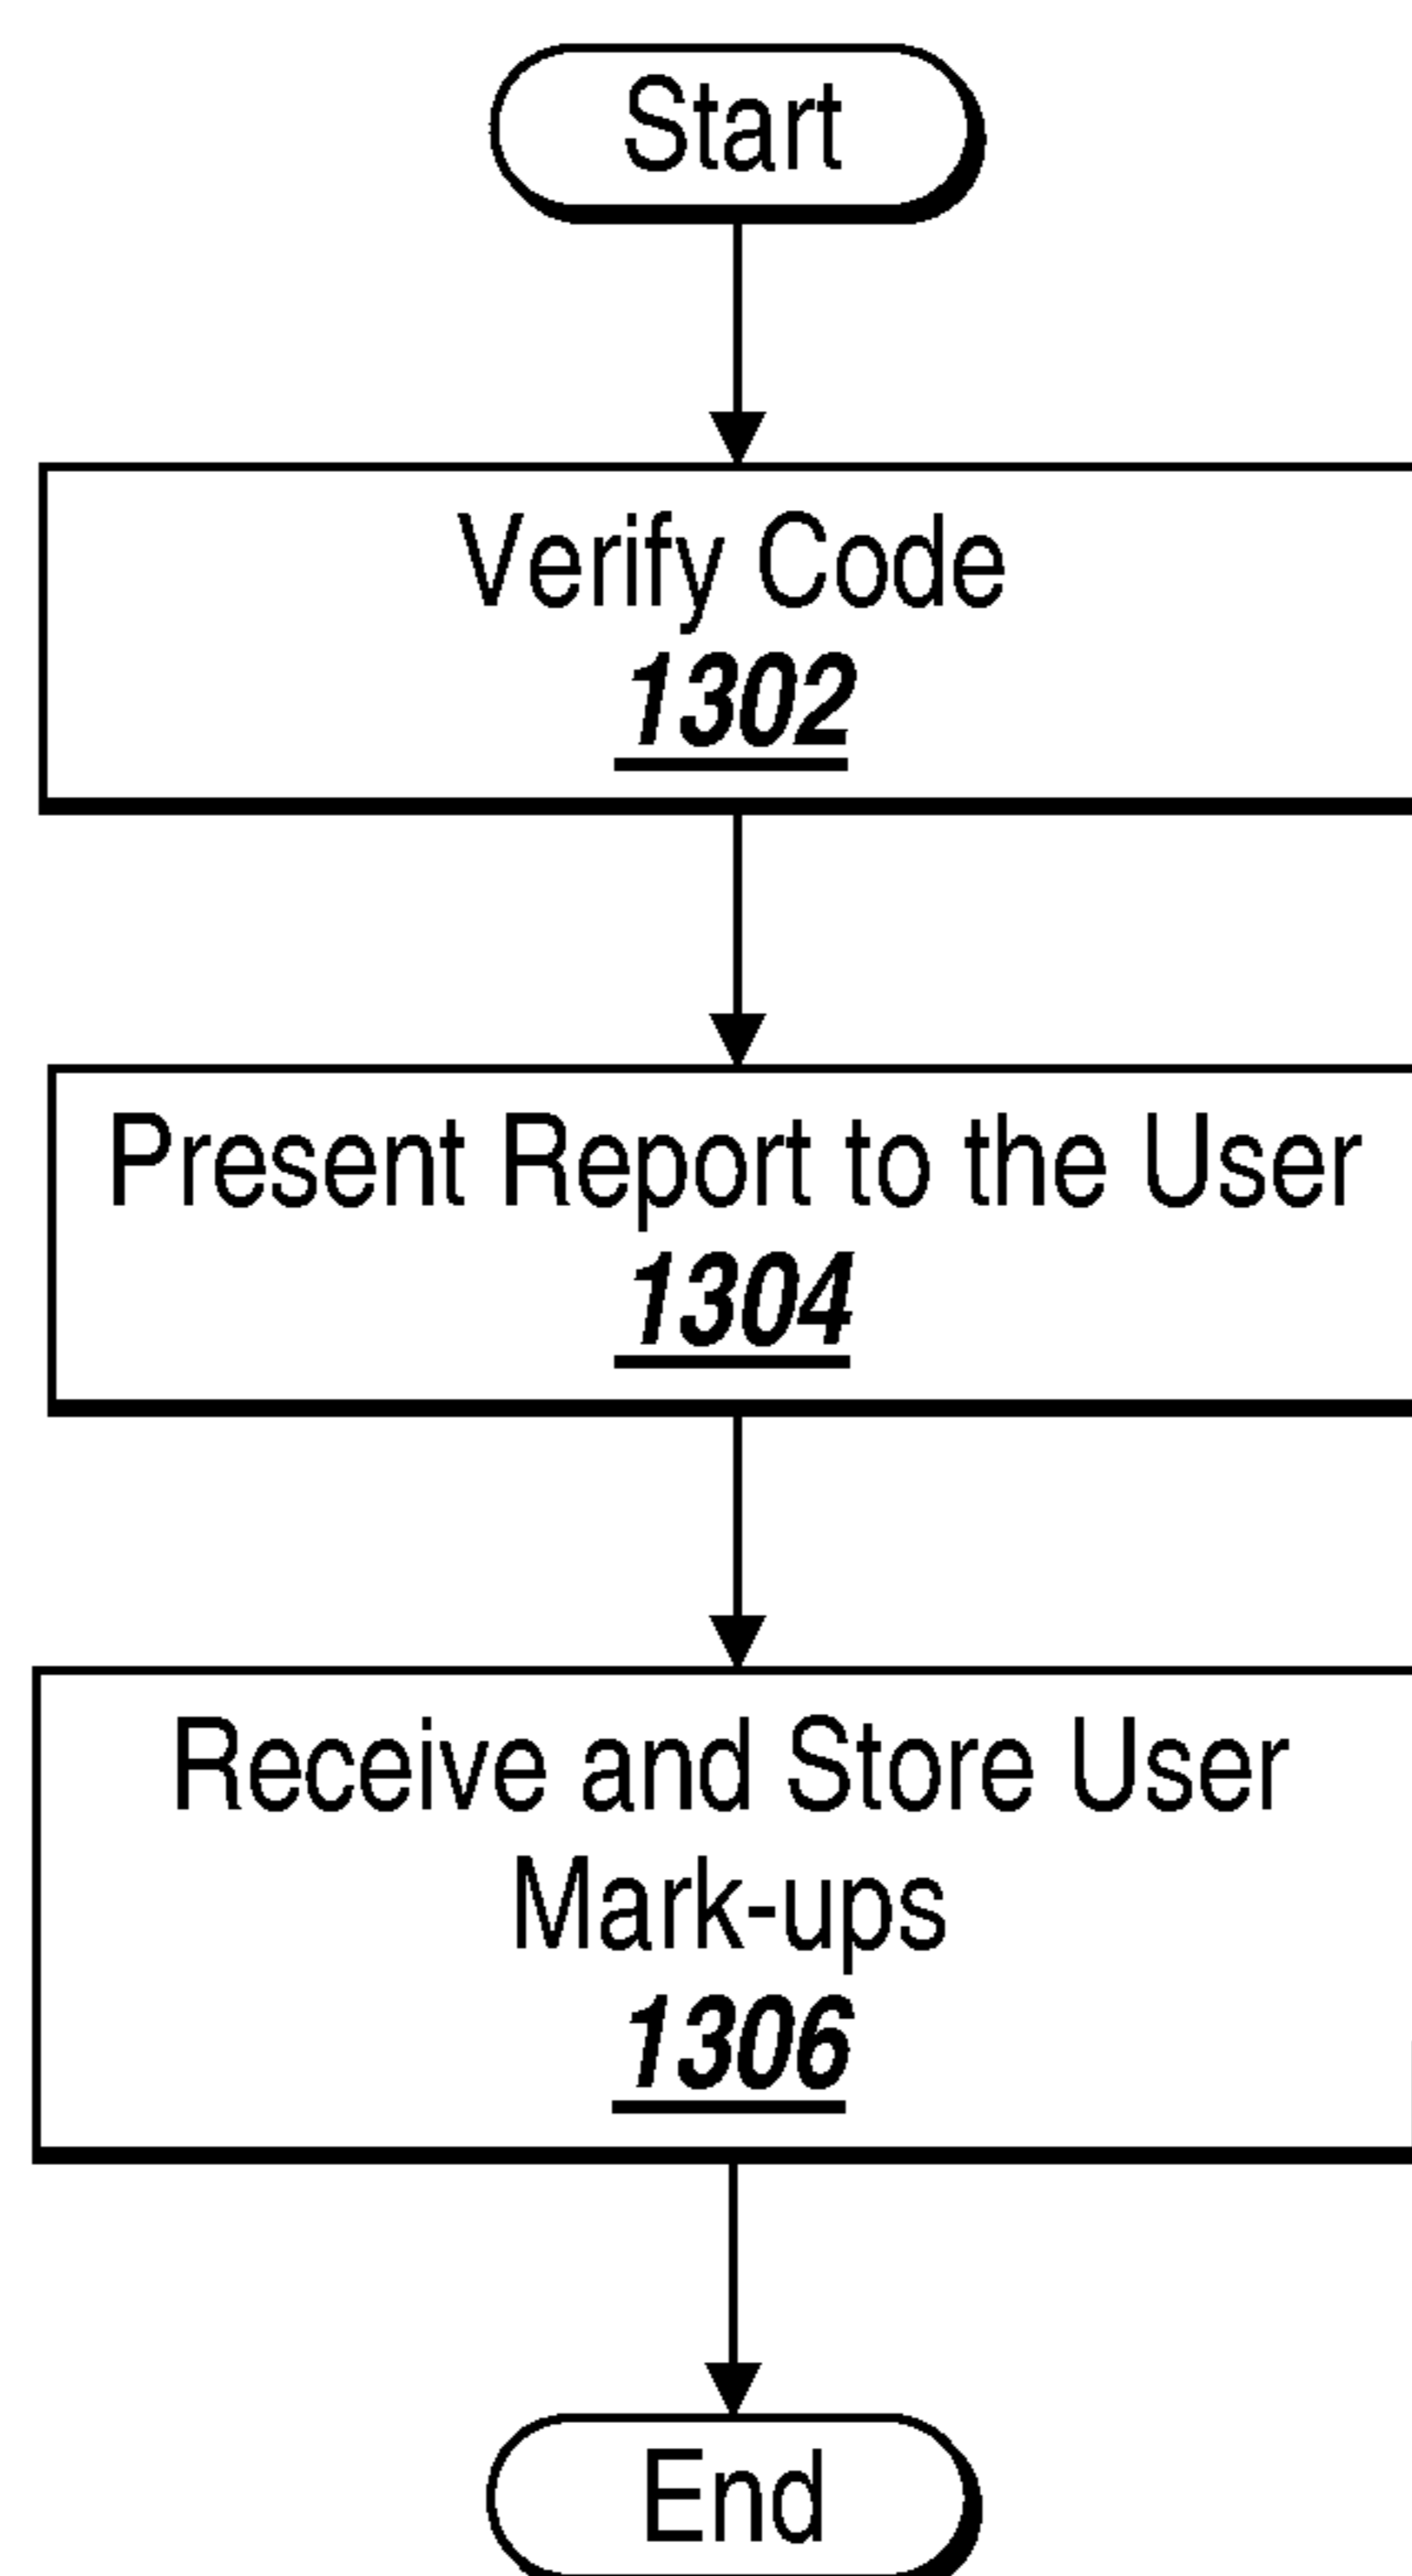 Start
Verify Code
1302
Present Report to the User
1304
Receive and Store User
Mark-ups
1306
End